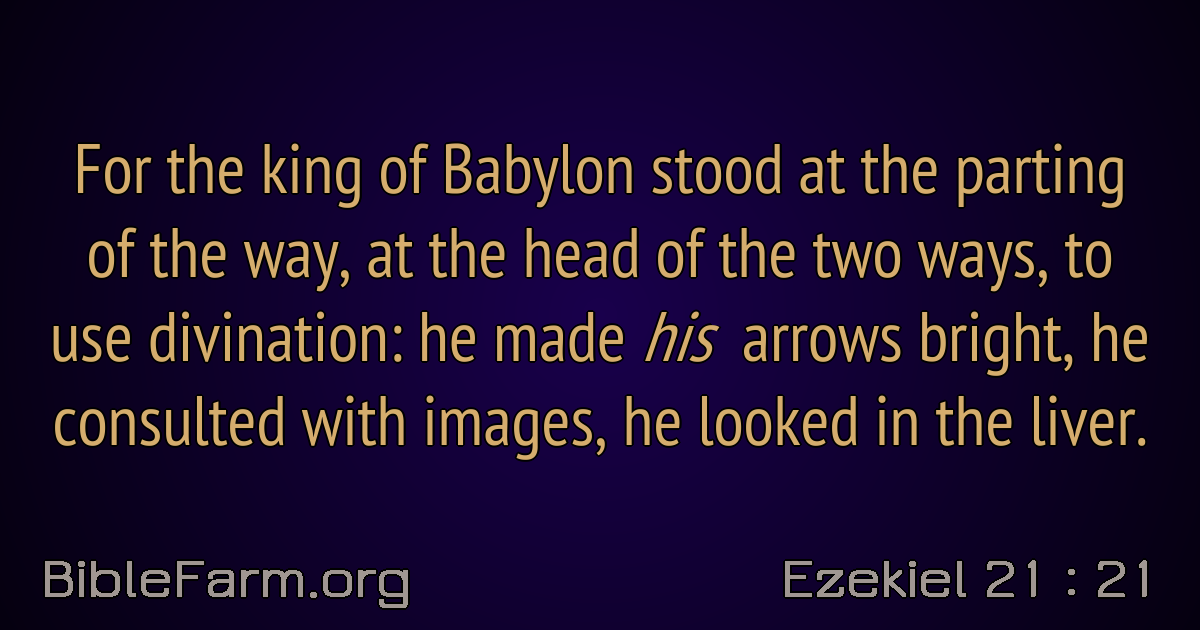 For the king of Babylon stood at the parting
of the way, at the head of the two ways, to
use divination: he made his arrows bright, he
consulted with images, he looked in the liver.
BibleFarm.org
Ezekiel 21 : 21